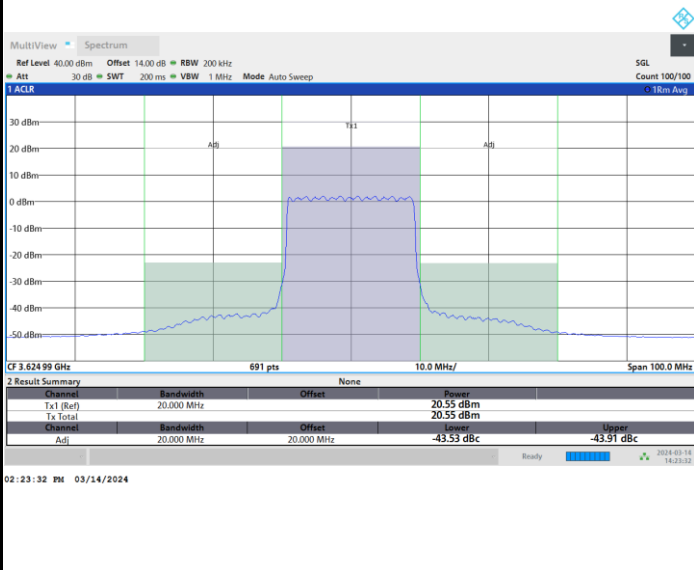 MultiView Spectrum
Ref Level 40.00 dBm Offset 14.00 dB RBW 200 kHz SGL
Att 30 dB SWT 200 ms VBW 1 MHz Mode Auto Sweep Count 100/100
1 ACLR 1Rm Avg
30 dBm
Tx1
20 dBm
Adj Adj
10 dBm
0 dBm
-10 dBm
-20 dBm
-30 dBm
-40 dBm
-50 dBm
CF 3.624 99 GHz 691 pts 10.0 MHz/ Span 100.0 MHz
2 Result Summary None
Channel Bandwidth Offset Power
Tx1 (Ref) 20.000 MHz 20.55 dBm
Tx Total 20.55 dBm
Channel Bandwidth Offset Lower Upper
Adj 20.000 MHz 20.000 MHz -43.53 dBc -43.91 dBc
Ready 14:23:32
02:23:32 PM 03/14/2024